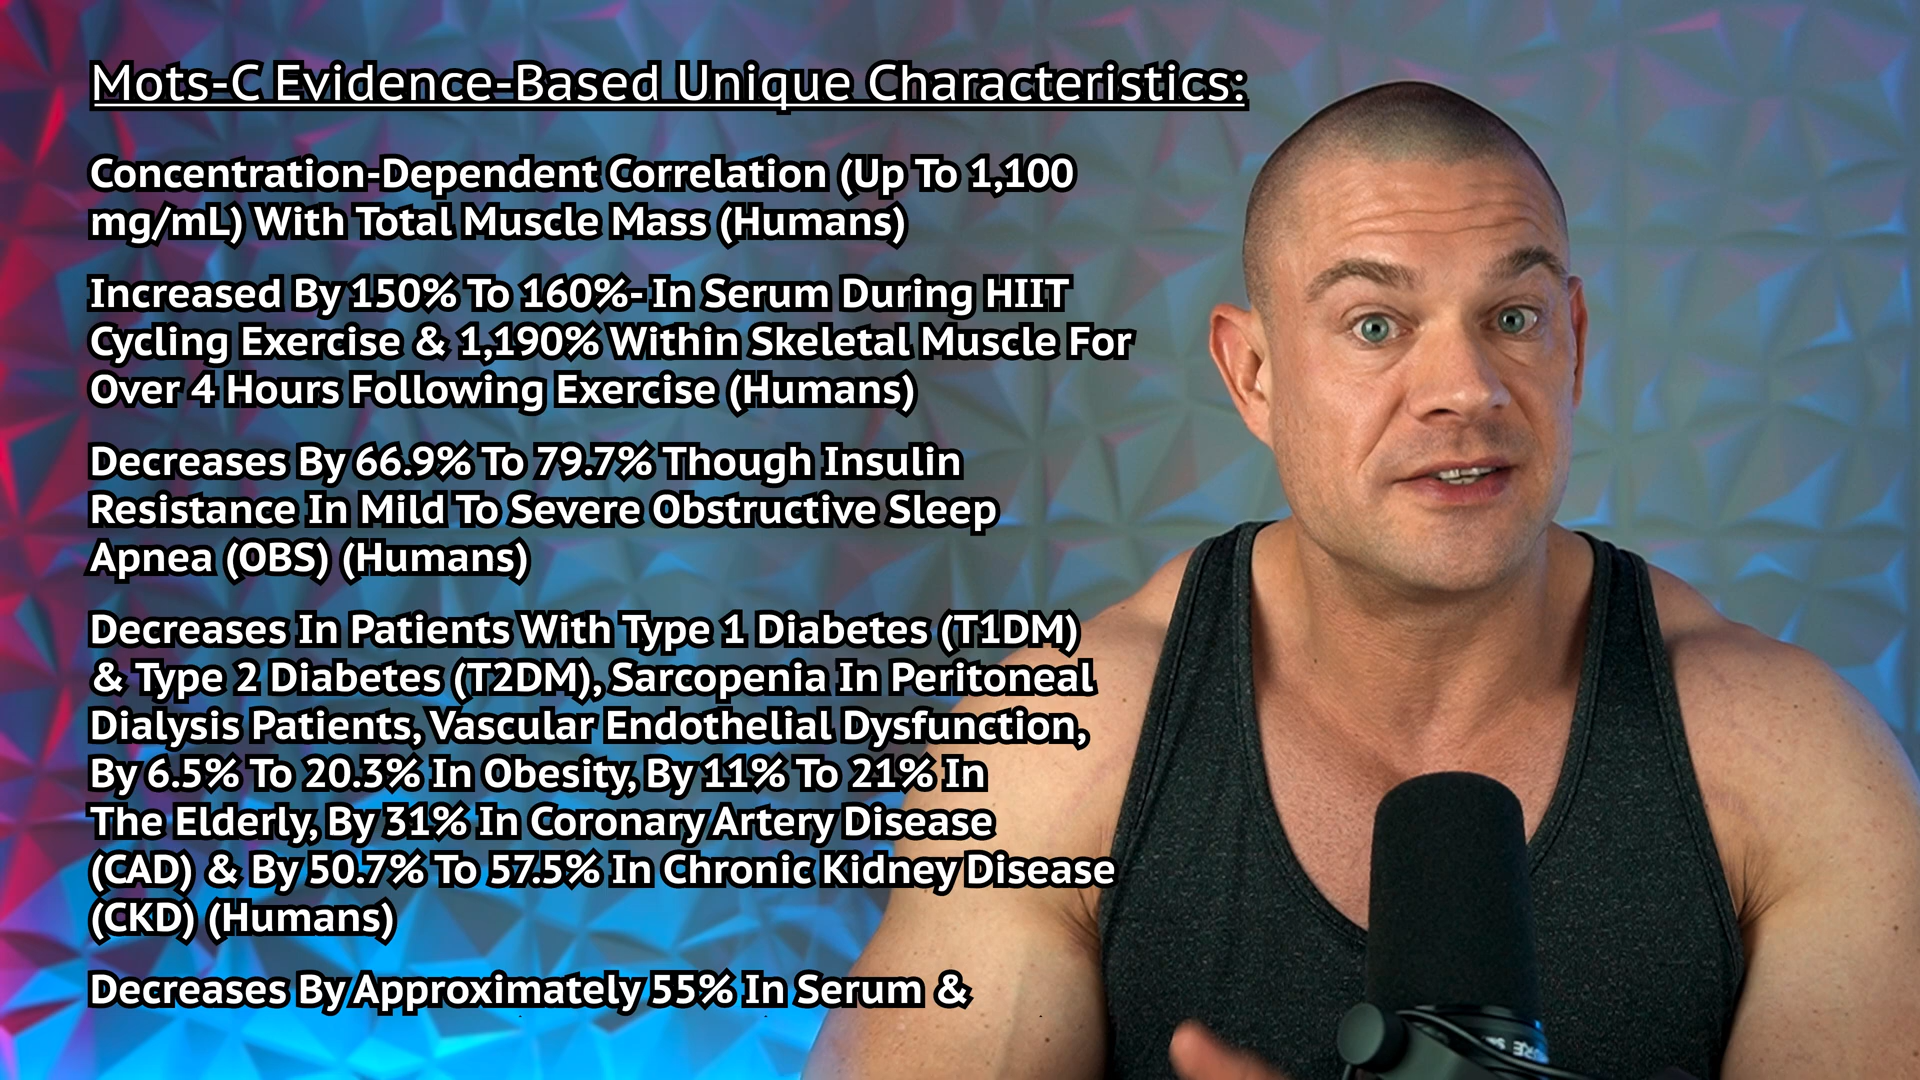 Mots-C Evidence-Based Unique Characteristics:
Concentration-Dependent Correlation (Up To 1,100
mg/mL) With Total Muscle Mass (Humans)
Increased By 150% To 160%- In Serum During HIIT
Cycling Exercise & 1,190% Within Skeletal Muscle For
Over 4 Hours Following Exercise (Humans)
Decreases By 66.9% To 79.7% Though Insulin
Resistance In Mild To Severe Obstructive Sleep
Apnea (OBS) (Humans)
Decreases In Patients With Type 1 Diabetes (T1DM)
& Type 2 Diabetes (T2DM), Sarcopenia In Peritoneal
Dialysis Patients, Vascular Endothelial Dysfunction,
By 6.5% To 20.3% In Obesity, By 11% To 21% In
The Elderly, By 31% In Coronary Artery Disease
(CAD) & By 50.7% To 57.5% In Chronic Kidney Disease
(CKD) (Humans)
Decreases By Approximately 55% In Serum &